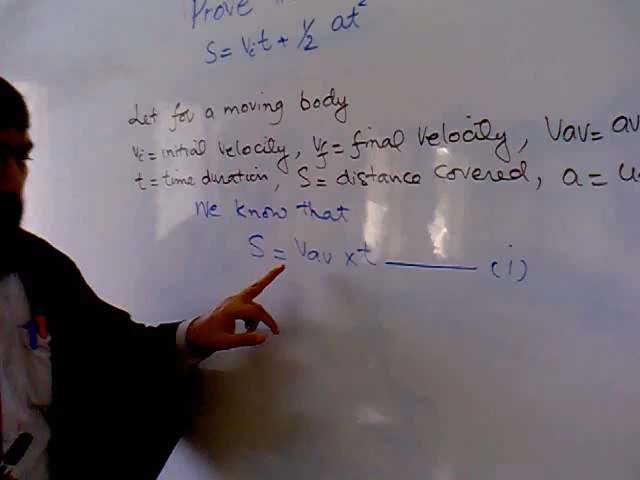 Prove
S = Vit + 1/2 at²
Let for a moving body
Vi = initial velocity, Vf = final velocity, Vav = av
t = time duration, S = distance covered, a = u
We know that
S = Vav × t ——— (i)